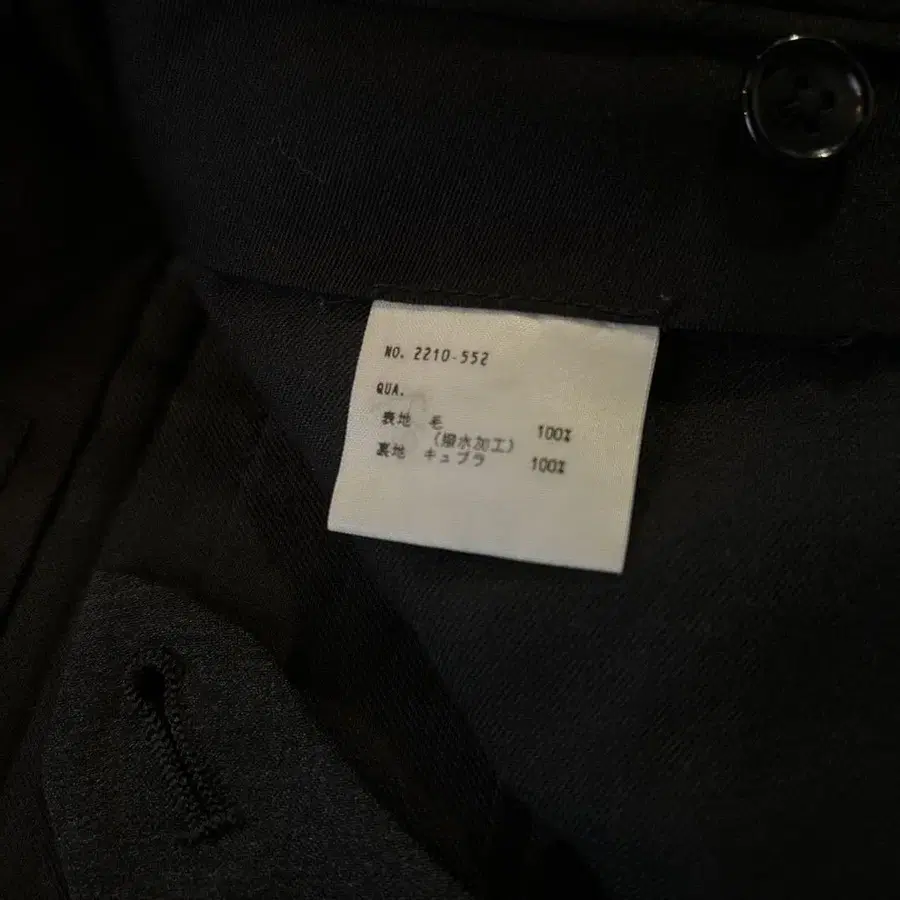 NO. 2210-552
QUA.
表地 毛 100%
(撥水加工)
裏地 キュプラ 100%